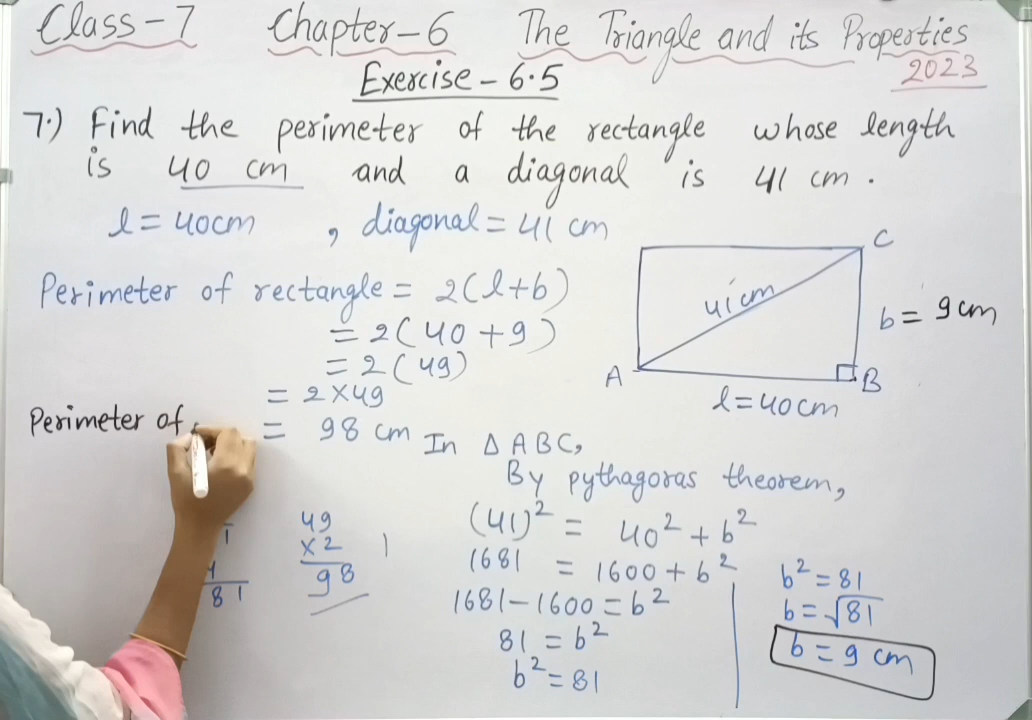 Class-7 Chapter-6 The Triangle and its Properties
2023
Exercise-6.5
7.) Find the perimeter of the rectangle whose length
is 40 cm and a diagonal is 41 cm.
l=40cm , diagonal=41 cm
Perimeter of rectangle= 2(l+b)
=2(40+9)
=2(49)
=2×49
Perimeter of = 98 cm
C
41cm
b= 9cm
A
B
l=40cm
In △ABC,
By pythagoras theorem,
(41)² = 40²+b²
1681 = 1600+b²
1681-1600=b²
81=b²
b²=81
b²=81
b=√81
b=9 cm
49
×2
98
1
81